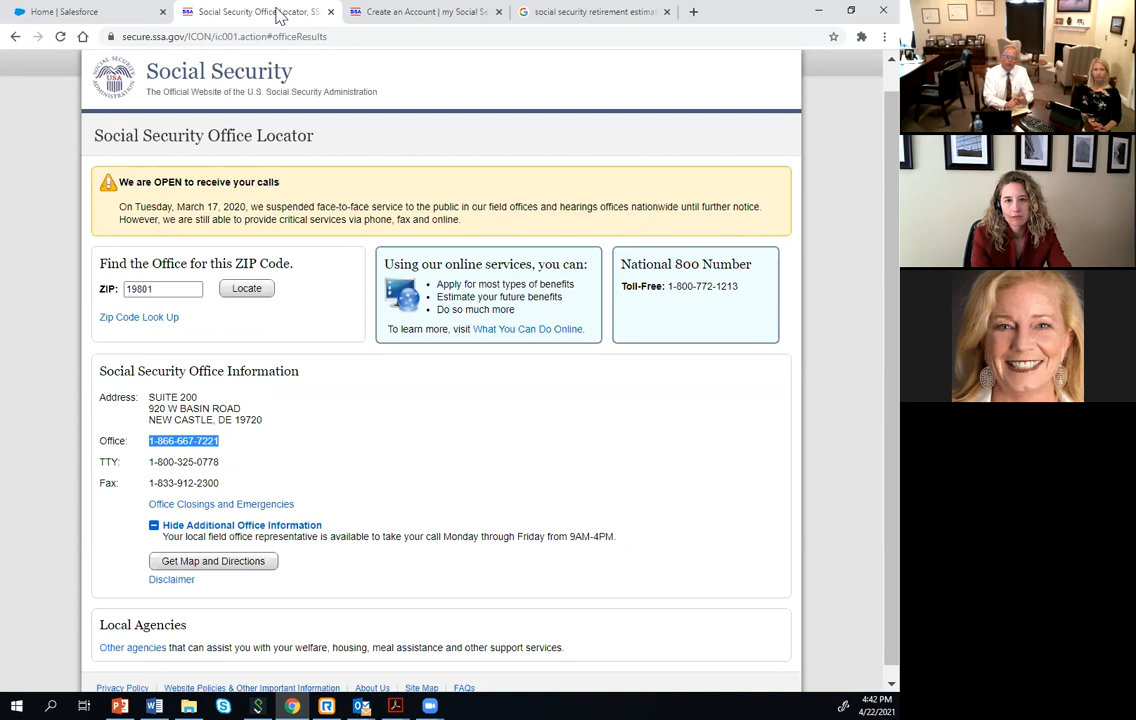 Home | Salesforce
Social Security Office Locator, SS
Create an Account | my Social Se
social security retirement estimat
secure.ssa.gov/ICON/ic001.action#officeResults
SOCIAL SECURITY ADMINISTRATION
USA
Social Security
The Official Website of the U.S. Social Security Administration
Social Security Office Locator
We are OPEN to receive your calls
On Tuesday, March 17, 2020, we suspended face-to-face service to the public in our field offices and hearings offices nationwide until further notice.
However, we are still able to provide critical services via phone, fax and online.
Find the Office for this ZIP Code.
ZIP: 19801 Locate
Zip Code Look Up
Using our online services, you can:
• Apply for most types of benefits
• Estimate your future benefits
• Do so much more
To learn more, visit What You Can Do Online.
National 800 Number
Toll-Free: 1-800-772-1213
Social Security Office Information
Address: SUITE 200
920 W BASIN ROAD
NEW CASTLE, DE 19720
Office: 1-866-667-7221
TTY: 1-800-325-0778
Fax: 1-833-912-2300
Office Closings and Emergencies
Hide Additional Office Information
Your local field office representative is available to take your call Monday through Friday from 9AM-4PM.
Get Map and Directions
Disclaimer
Local Agencies
Other agencies that can assist you with your welfare, housing, meal assistance and other support services.
Privacy Policy | Website Policies & Other Important Information | About Us | Site Map | FAQs
4:42 PM
4/22/2021